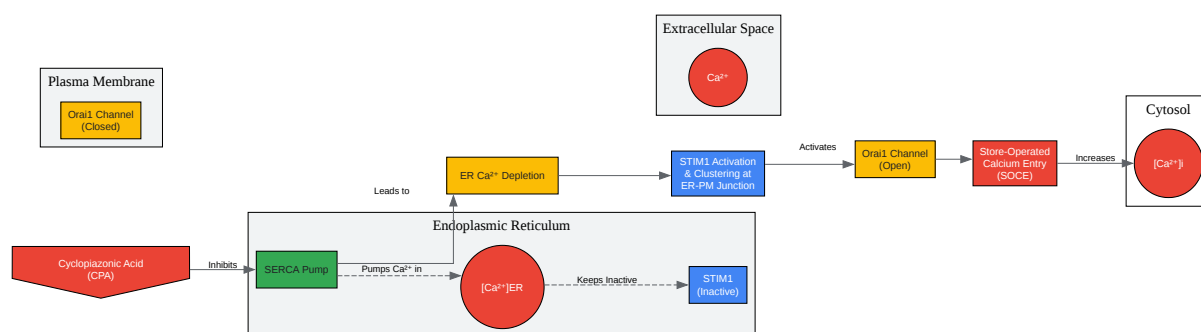 Extracellular Space
Ca²⁺
Plasma Membrane
Orai1 Channel
(Closed)
Cytosol
[Ca²⁺]i
Activates
Orai1 Channel
(Open)
Store-Operated
Calcium Entry
(SOCE)
Increases
STIM1 Activation
& Clustering at
ER-PM Junction
ER Ca²⁺ Depletion
Leads to
Endoplasmic Reticulum
Cyclopiazonic Acid
(CPA)
Inhibits
SERCA Pump
Pumps Ca²⁺ in
[Ca²⁺]ER
Keeps Inactive
STIM1
(Inactive)